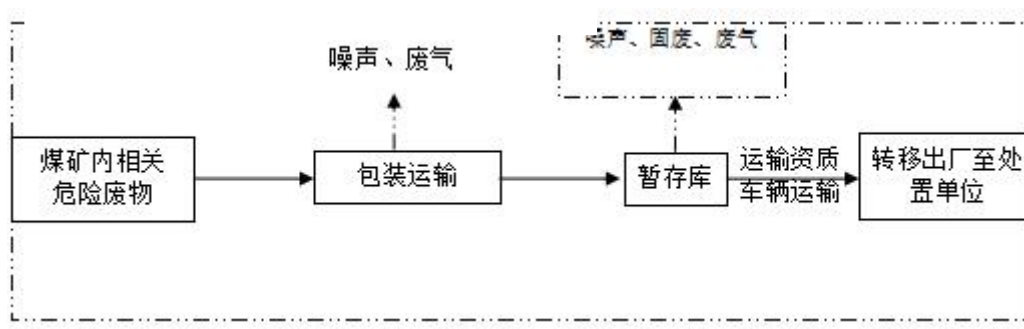 噪声、固废、废气
噪声、废气
煤矿内相关
危险废物
包装运输
暂存库
运输资质
车辆运输
转移出厂至处
置单位